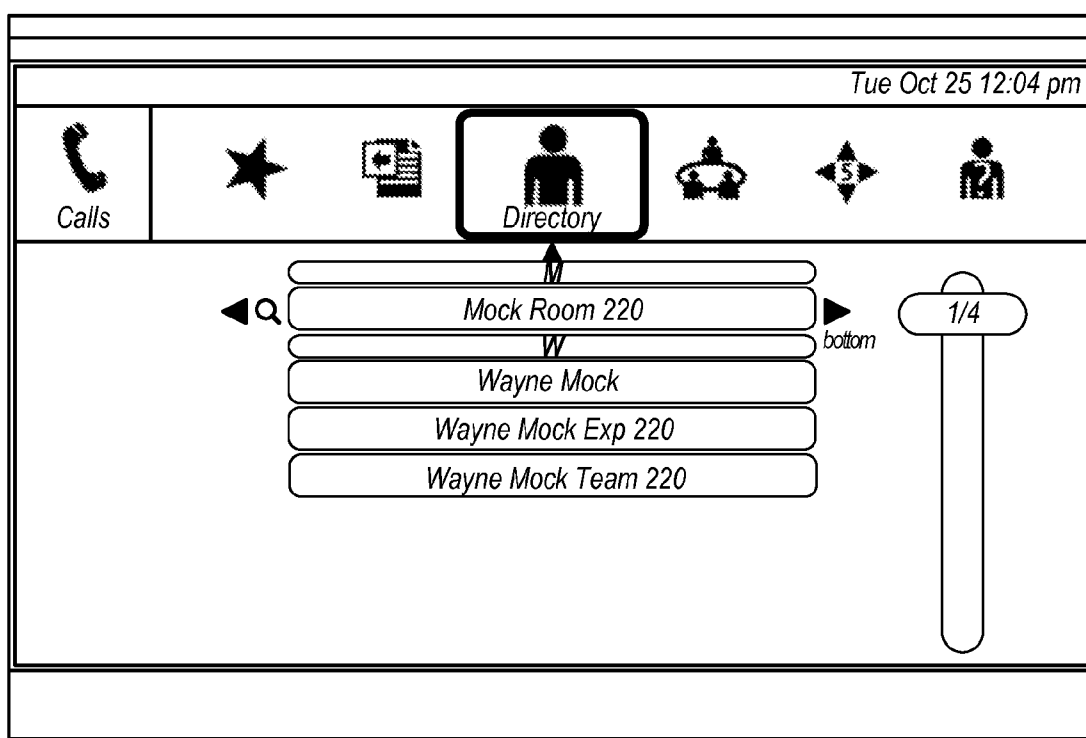 Tue Oct 25 12:04 pm
Calls
S
Directory
M
Mock Room 220
1/4
bottom
W
Wayne Mock
Wayne Mock Exp 220
Wayne Mock Team 220